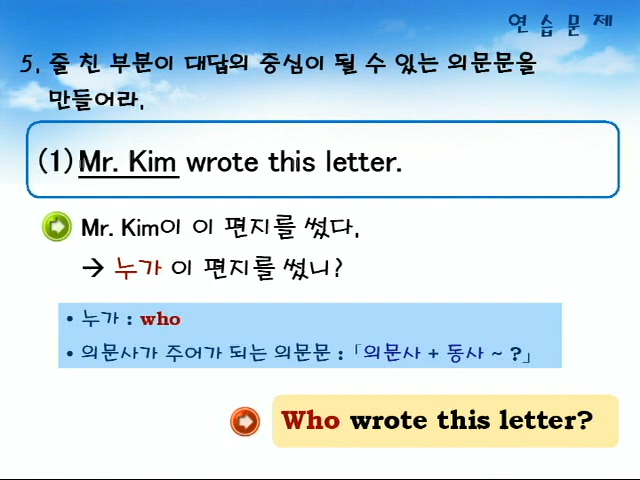 연습문제
5. 줄 친 부분이 대답의 중심이 될 수 있는 의문문을
만들어라.
(1) Mr. Kim wrote this letter.
Mr. Kim이 이 편지를 썼다.
→ 누가 이 편지를 썼니?
• 누가 : who
• 의문사가 주어가 되는 의문문 : 「의문사 + 동사 ~ ?」
Who wrote this letter?